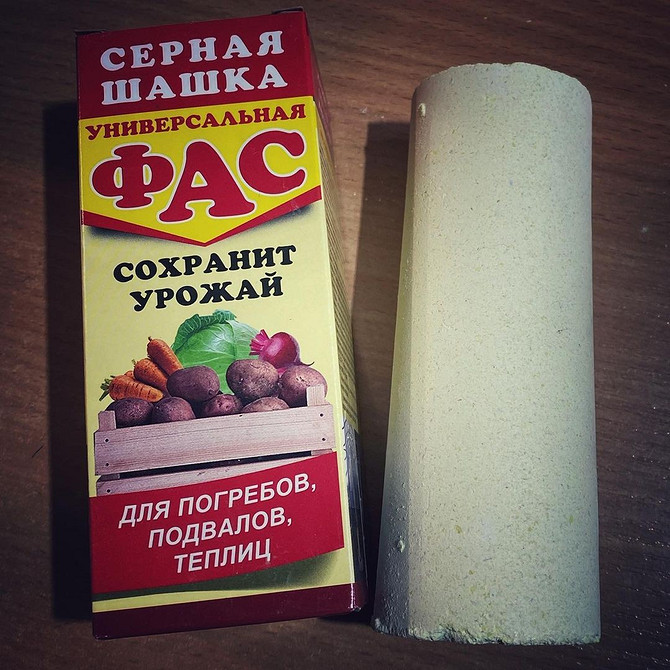 СЕРНАЯ
ШАШКА
УНИВЕРСАЛЬНАЯ
ФАС
СОХРАНИТ
УРОЖАЙ
ДЛЯ ПОГРЕБОВ,
ПОДВАЛОВ,
ТЕПЛИЦ